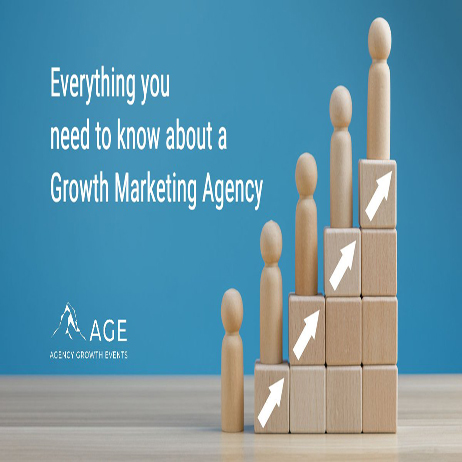 Everything you
need to know about a
Growth Marketing Agency
AGE
AGENCY GROWTH EVENTS